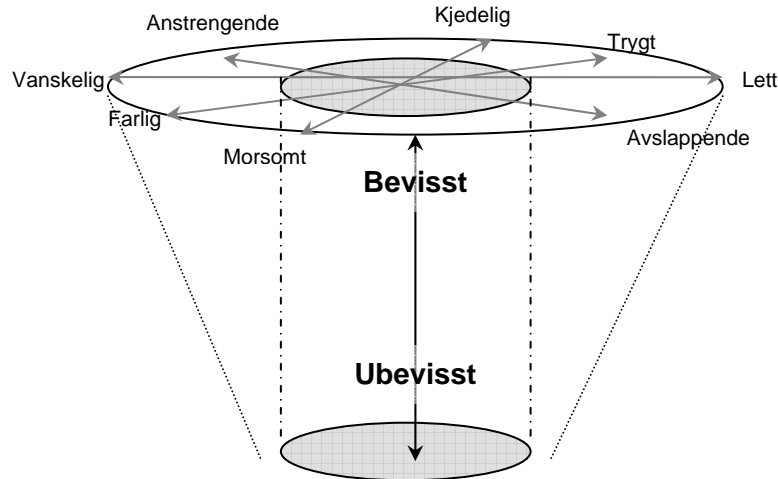 Kjedelig
Anstrengende
Trygt
Vanskelig
Lett
Farlig
Avslappende
Morsomt
Bevisst
Ubevisst